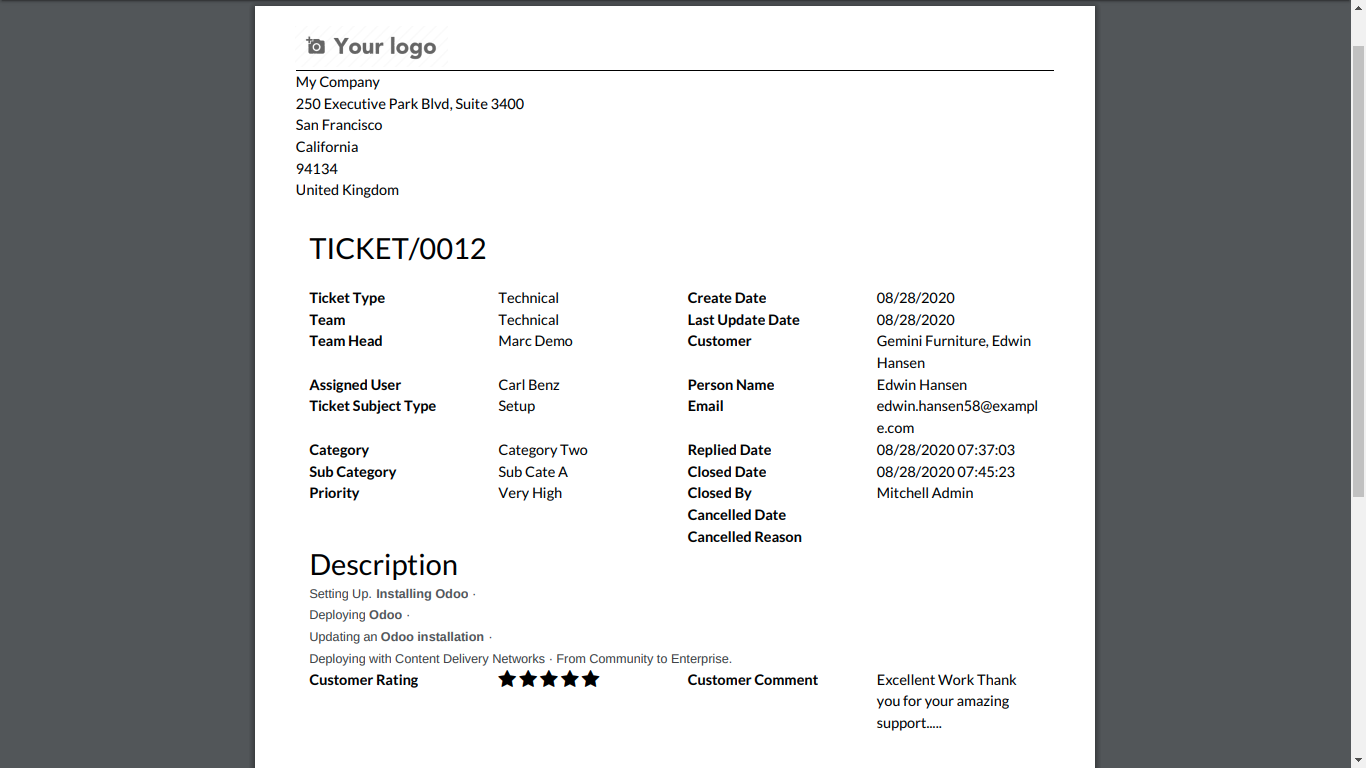 Your logo
My Company
250 Executive Park Blvd, Suite 3400
San Francisco
California
94134
United Kingdom
TICKET/0012
Ticket Type Technical Create Date 08/28/2020
Team Technical Last Update Date 08/28/2020
Team Head Marc Demo Customer Gemini Furniture, Edwin
Hansen
Assigned User Carl Benz Person Name Edwin Hansen
Ticket Subject Type Setup Email edwin.hansen58@exampl
e.com
Category Category Two Replied Date 08/28/2020 07:37:03
Sub Category Sub Cate A Closed Date 08/28/2020 07:45:23
Priority Very High Closed By Mitchell Admin
Cancelled Date
Cancelled Reason
Description
Setting Up. Installing Odoo ·
Deploying Odoo ·
Updating an Odoo installation ·
Deploying with Content Delivery Networks · From Community to Enterprise.
Customer Rating ★★★★★ Customer Comment Excellent Work Thank
you for your amazing
support.....